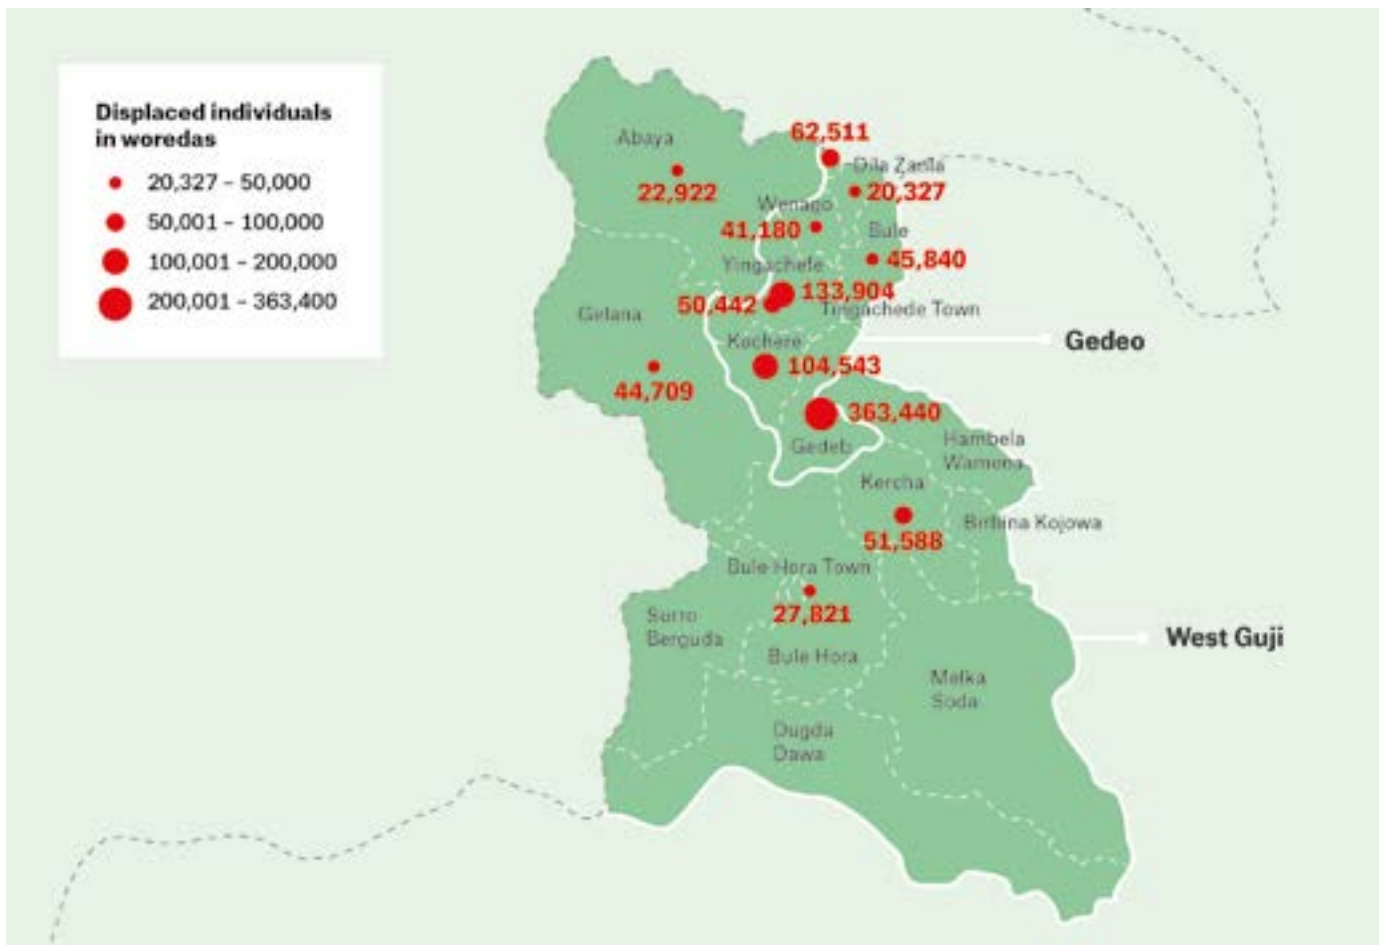 Displaced individuals
in woredas
20,327 – 50,000
50,001 – 100,000
100,001 – 200,000
200,001 – 363,400
62,511
Abaya
Dila Zuria
22,922
20,327
Wenago
41,180
Bule
45,840
Yingachefe
133,904
50,442
Gelana
Tingachede Town
Kochere
Gedeo
104,543
44,709
363,440
Gedeb
Hambela
Wamena
Kercha
Birbina Kojowa
51,588
Bule Hora Town
27,821
Surro
Berguda
West Guji
Bule Hora
Melka
Soda
Dugda
Dawa